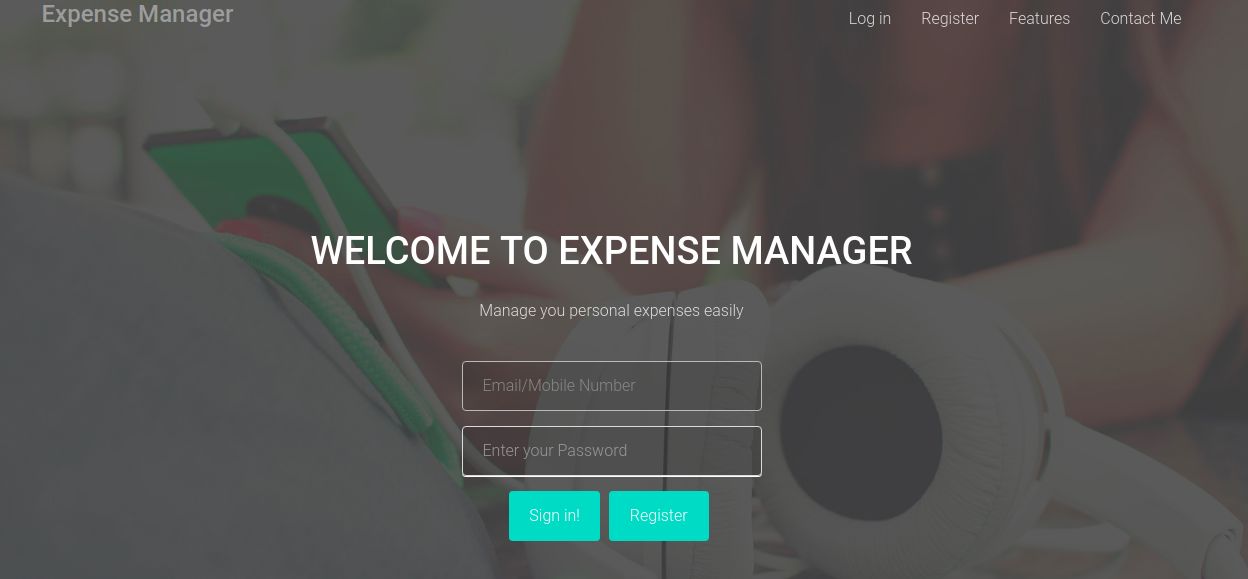 Expense Manager
Log in Register Features Contact Me
WELCOME TO EXPENSE MANAGER
Manage you personal expenses easily
Email/Mobile Number
Enter your Password
Sign in! Register